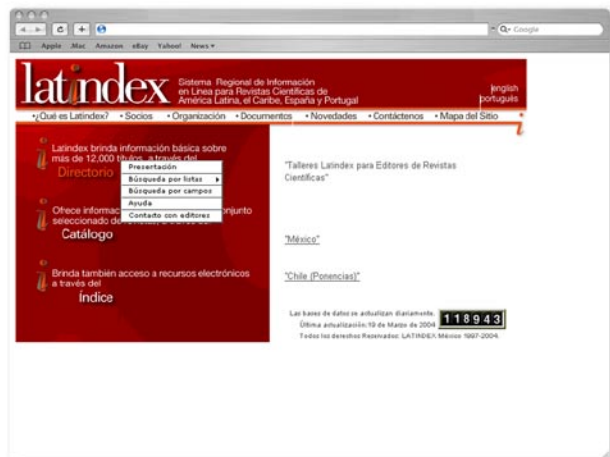 Google
Apple Mac Amazon eBay Yahoo! News
latindex
Sistema Regional de Información
en Línea para Revistas Científicas de
América Latina, el Caribe, España y Portugal
english
portugués
•¿Qué es Latindex? •Socios •Organización •Documentos •Novedades •Contáctenos •Mapa del Sitio
Latindex brinda información básica sobre
más de 12,000 títulos, a través del
Directorio
Presentación
Búsqueda por listas
Búsqueda por campos
Ayuda
Contacto con editores
Ofrece informac onjunto
seleccionado de
Catálogo
Brinda también acceso a recursos electrónicos
a través del
Índice
"Talleres Latindex para Editores de Revistas
Científicas"
"México"
"Chile (Ponencias)"
Las bases de datos se actualizan diariamente.
Última actualización: 19 de Marzo de 2004
118943
Todos los derechos Reservados: LATINDEX México 1997-2004.